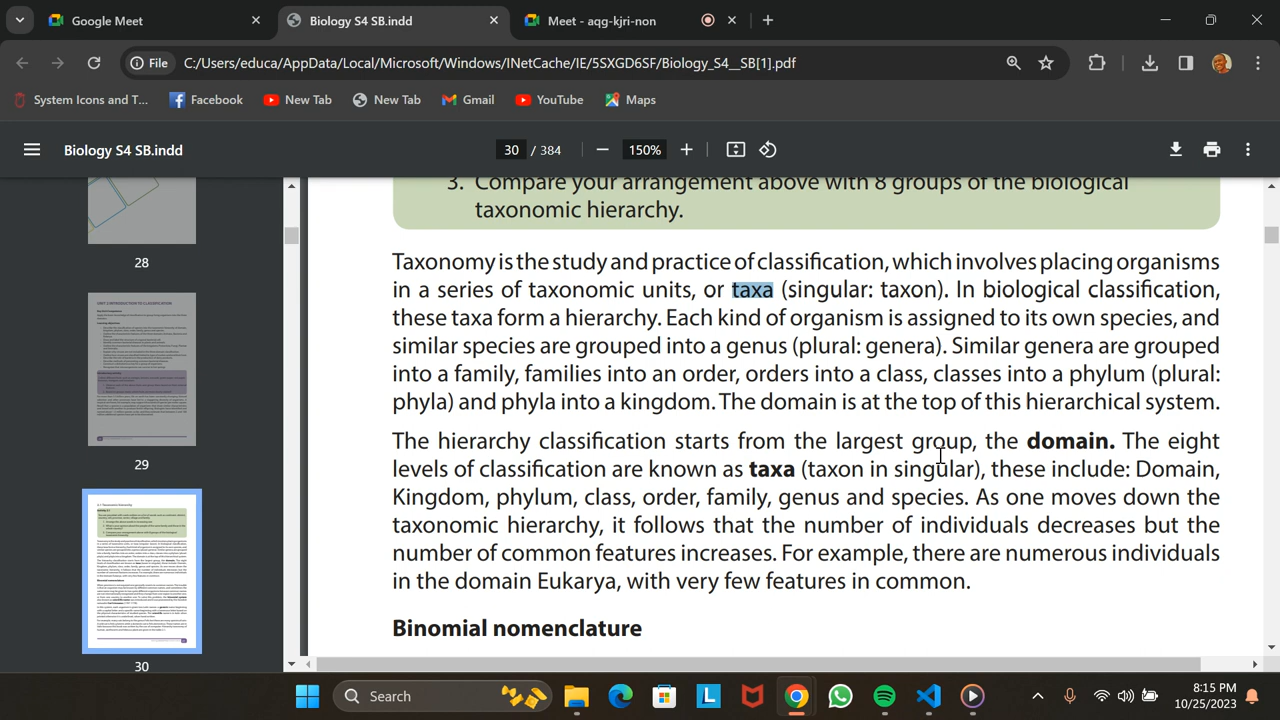 Google Meet
Biology S4 SB.indd
Meet - aqg-kjri-non
File
C:/Users/educa/AppData/Local/Microsoft/Windows/INetCache/IE/5SXGD6SF/Biology_S4__SB[1].pdf
System Icons and T...
Facebook
New Tab
New Tab
Gmail
YouTube
Maps
Biology S4 SB.indd
30 / 384
150%
28
29
30
3. Compare your arrangement above with 8 groups of the biological
taxonomic hierarchy.
Taxonomy is the study and practice of classification, which involves placing organisms
in a series of taxonomic units, or taxa (singular: taxon). In biological classification,
these taxa form a hierarchy. Each kind of organism is assigned to its own species, and
similar species are grouped into a genus (plural: genera). Similar genera are grouped
into a family, families into an order, orders into a class, classes into a phylum (plural:
phyla) and phyla into a kingdom. The domain is at the top of this hierarchical system.
The hierarchy classification starts from the largest group, the domain. The eight
levels of classification are known as taxa (taxon in singular), these include: Domain,
Kingdom, phylum, class, order, family, genus and species. As one moves down the
taxonomic hierarchy, it follows that the number of individuals decreases but the
number of common features increases. For example, there are numerous individuals
in the domain eukarya, with very few features in common.
Binomial nomenclature
Search
8:15 PM
10/25/2023